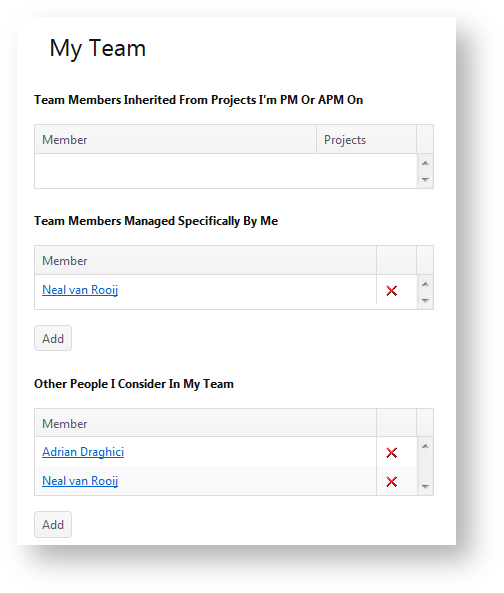 My Team
Team Members Inherited From Projects I’m PM Or APM On
Member Projects
Team Members Managed Specifically By Me
Member
Neal van Rooij
Add
Other People I Consider In My Team
Member
Adrian Draghici
Neal van Rooij
Add